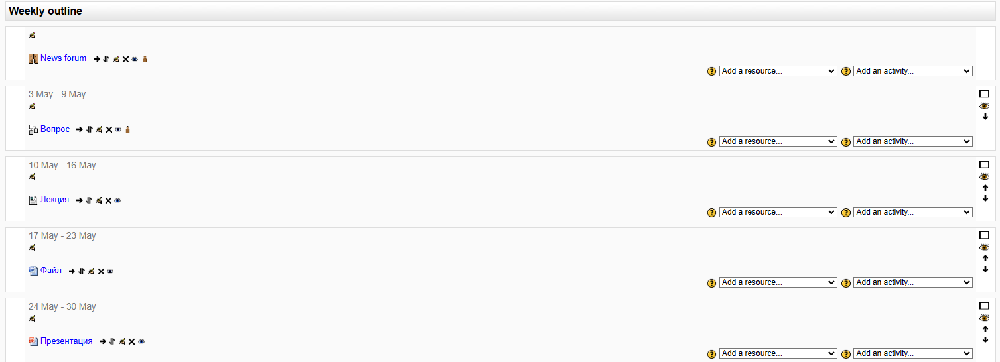 Weekly outline
News forum
Add a resource... Add an activity...
3 May - 9 May
Вопрос
Add a resource... Add an activity...
10 May - 16 May
Лекция
Add a resource... Add an activity...
17 May - 23 May
Файл
Add a resource... Add an activity...
24 May - 30 May
Презентация
Add a resource... Add an activity...